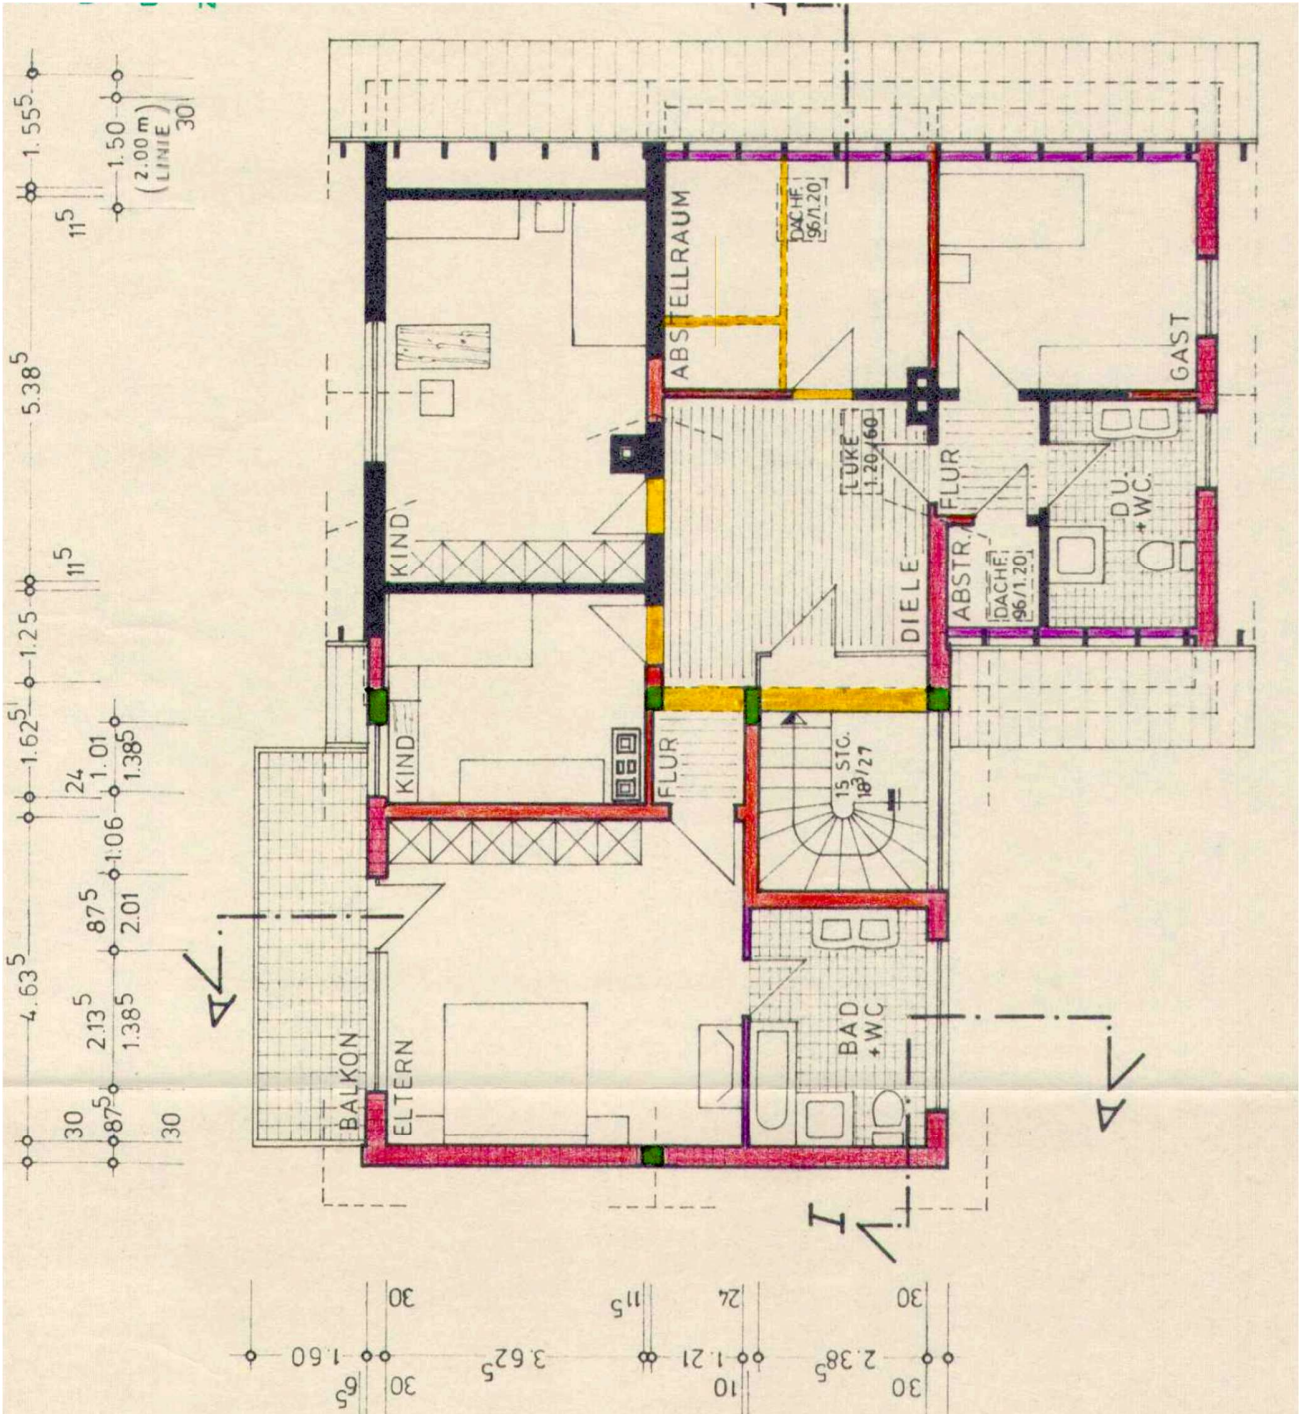 1.55⁵
11⁵
5.38⁵
11⁵
1.25
1.62⁵
24
4.63⁵
30
1.50
(2.00 m)
(LINIE)
30
1.01
1.38⁵
1.06
87⁵
2.01
2.13⁵
1.38⁵
87⁵
30
ABSTELLRAUM
DACHF.
96/1.20
GAST
KIND
LUKE
1.20/60
FLUR
DU.
+ W.C.
DIELE
ABSTR.
DACHF.
96/1.20
KIND
FLUR
15 STG.
18³/27
BALKON
ELTERN
BAD
+ WC
A
A
I
30
11⁵
24
30
1.60
3.62⁵
1.21
2.38⁵
6⁵
30
10
30